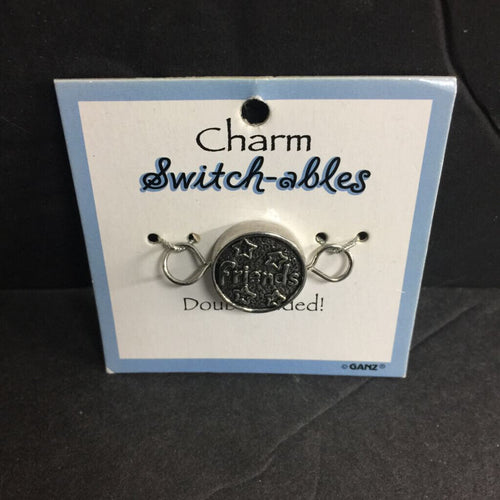 Charm
Switch-ables
friends
© GANZ®